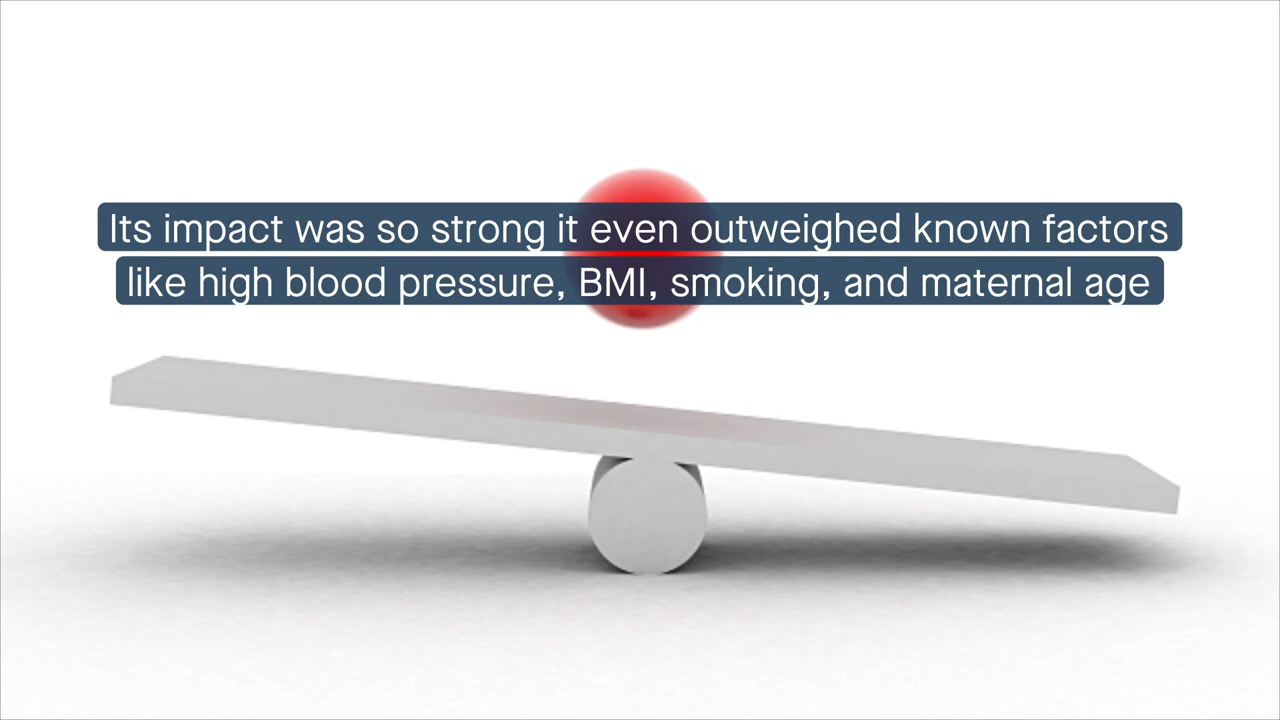 Its impact was so strong it even outweighed known factors
like high blood pressure, BMI, smoking, and maternal age